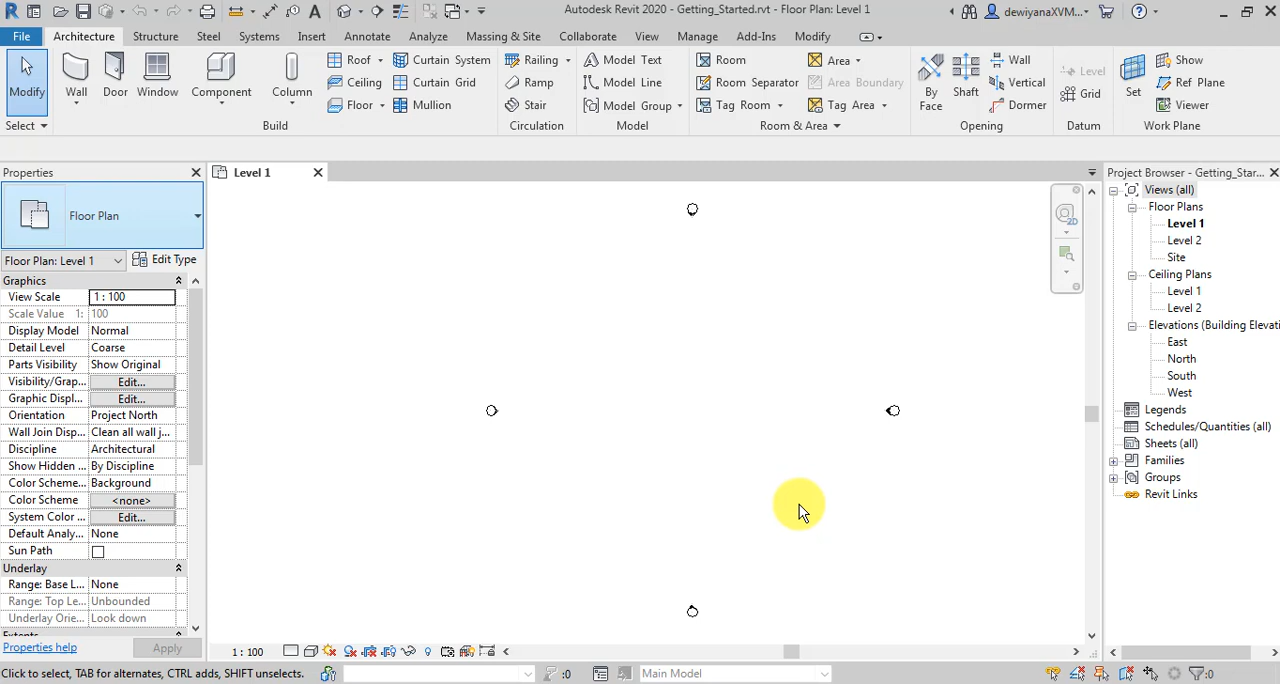 Autodesk Revit 2020 - Getting_Started.rvt - Floor Plan: Level 1
dewiyanaXVM...
File Architecture Structure Steel Systems Insert Annotate Analyze Massing & Site Collaborate View Manage Add-Ins Modify
Modify
Select
Wall
Door
Window
Component
Column
Roof
Ceiling
Floor
Curtain System
Curtain Grid
Mullion
Build
Railing
Ramp
Stair
Circulation
Model Text
Model Line
Model Group
Model
Room
Room Separator
Tag Room
Area
Area Boundary
Tag Area
Room & Area
By
Face
Shaft
Wall
Vertical
Dormer
Opening
Level
Grid
Datum
Set
Show
Ref Plane
Viewer
Work Plane
Properties
Floor Plan
Floor Plan: Level 1
Edit Type
Graphics
View Scale 1 : 100
Scale Value 1: 100
Display Model Normal
Detail Level Coarse
Parts Visibility Show Original
Visibility/Grap... Edit...
Graphic Displ... Edit...
Orientation Project North
Wall Join Disp... Clean all wall j...
Discipline Architectural
Show Hidden ... By Discipline
Color Scheme... Background
Color Scheme <none>
System Color ... Edit...
Default Analy... None
Sun Path
Underlay
Range: Base L... None
Range: Top Le... Unbounded
Underlay Orie... Look down
Extents
Properties help
Apply
Level 1
2D
1 : 100
Project Browser - Getting_Star...
Views (all)
Floor Plans
Level 1
Level 2
Site
Ceiling Plans
Level 1
Level 2
Elevations (Building Elevati
East
North
South
West
Legends
Schedules/Quantities (all)
Sheets (all)
Families
Groups
Revit Links
Click to select, TAB for alternates, CTRL adds, SHIFT unselects.
:0
Main Model
:0